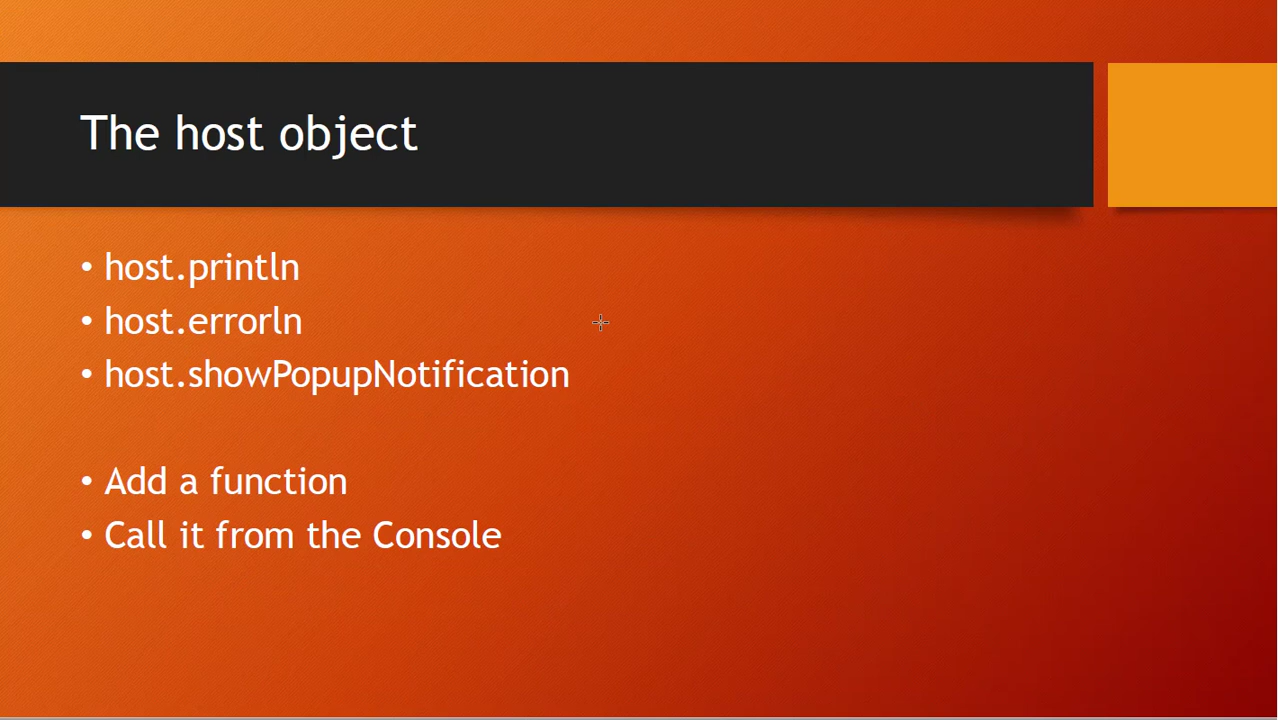 The host object
• host.println
• host.errorln
• host.showPopupNotification
• Add a function
• Call it from the Console